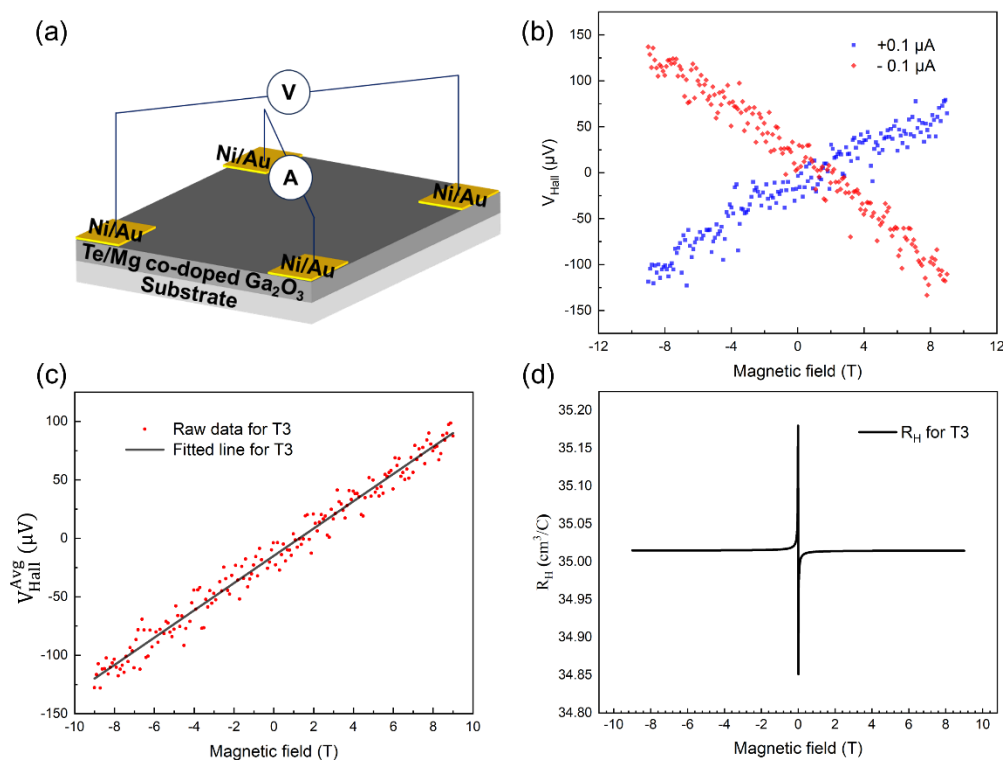 (a)
V
Ni/Au
A
Ni/Au
Ni/Au
Ni/Au
Te/Mg co-doped Ga₂O₃
Substrate
(b)
+0.1 µA
- 0.1 µA
150
100
50
0
-50
-100
-150
V_Hall (µV)
-12 -8 -4 0 4 8 12
Magnetic field (T)
(c)
Raw data for T3
Fitted line for T3
100
50
0
-50
-100
-150
V_Hall^Avg (µV)
-10 -8 -6 -4 -2 0 2 4 6 8 10
Magnetic field (T)
(d)
R_H for T3
35.20
35.15
35.10
35.05
35.00
34.95
34.90
34.85
34.80
R_H (cm³/C)
-10 -8 -6 -4 -2 0 2 4 6 8 10
Magnetic field (T)